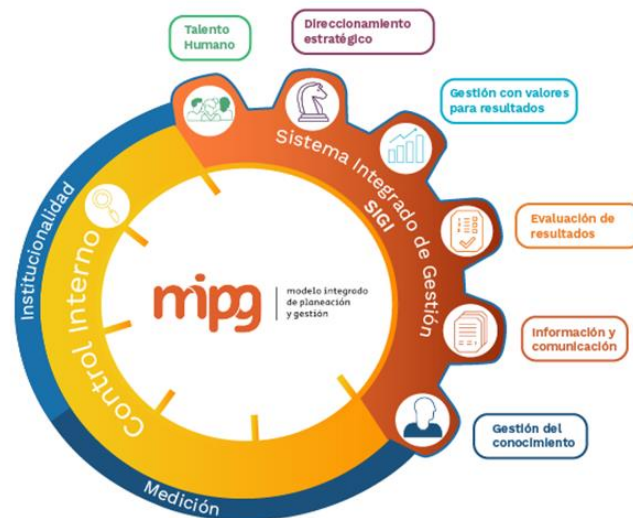 Talento
Humano
Direccionamiento
estratégico
Gestión con valores
para resultados
Evaluación de
resultados
Información y
comunicación
Gestión del
conocimiento
Sistema Integrado de Gestión
SIGI
Institucionalidad
Control Interno
Medición
mipg
modelo integrado
de planeación
y gestión